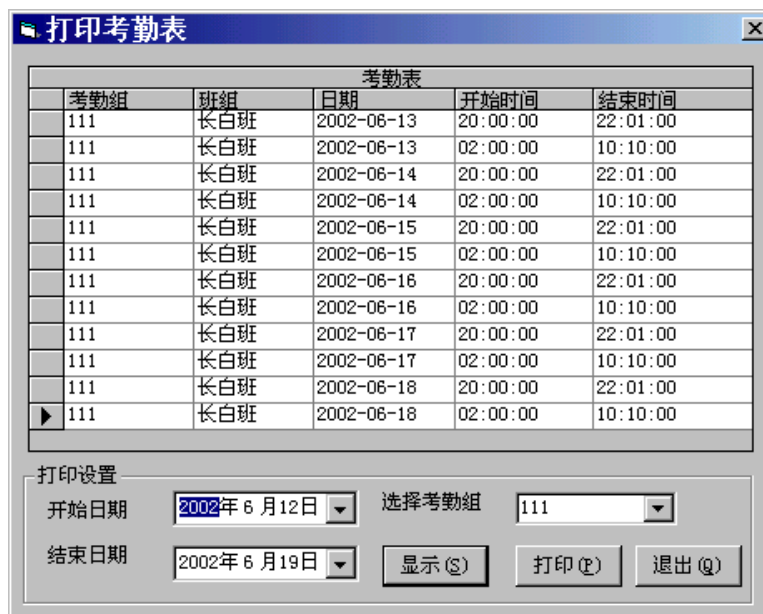 打印考勤表
考勤表
考勤组 班组 日期 开始时间 结束时间
111 长白班 2002-06-13 20:00:00 22:01:00
111 长白班 2002-06-13 02:00:00 10:10:00
111 长白班 2002-06-14 20:00:00 22:01:00
111 长白班 2002-06-14 02:00:00 10:10:00
111 长白班 2002-06-15 20:00:00 22:01:00
111 长白班 2002-06-15 02:00:00 10:10:00
111 长白班 2002-06-16 20:00:00 22:01:00
111 长白班 2002-06-16 02:00:00 10:10:00
111 长白班 2002-06-17 20:00:00 22:01:00
111 长白班 2002-06-17 02:00:00 10:10:00
111 长白班 2002-06-18 20:00:00 22:01:00
111 长白班 2002-06-18 02:00:00 10:10:00
打印设置
开始日期 2002年 6 月12日 选择考勤组 111
结束日期 2002年 6 月19日 显示(S) 打印(P) 退出(Q)